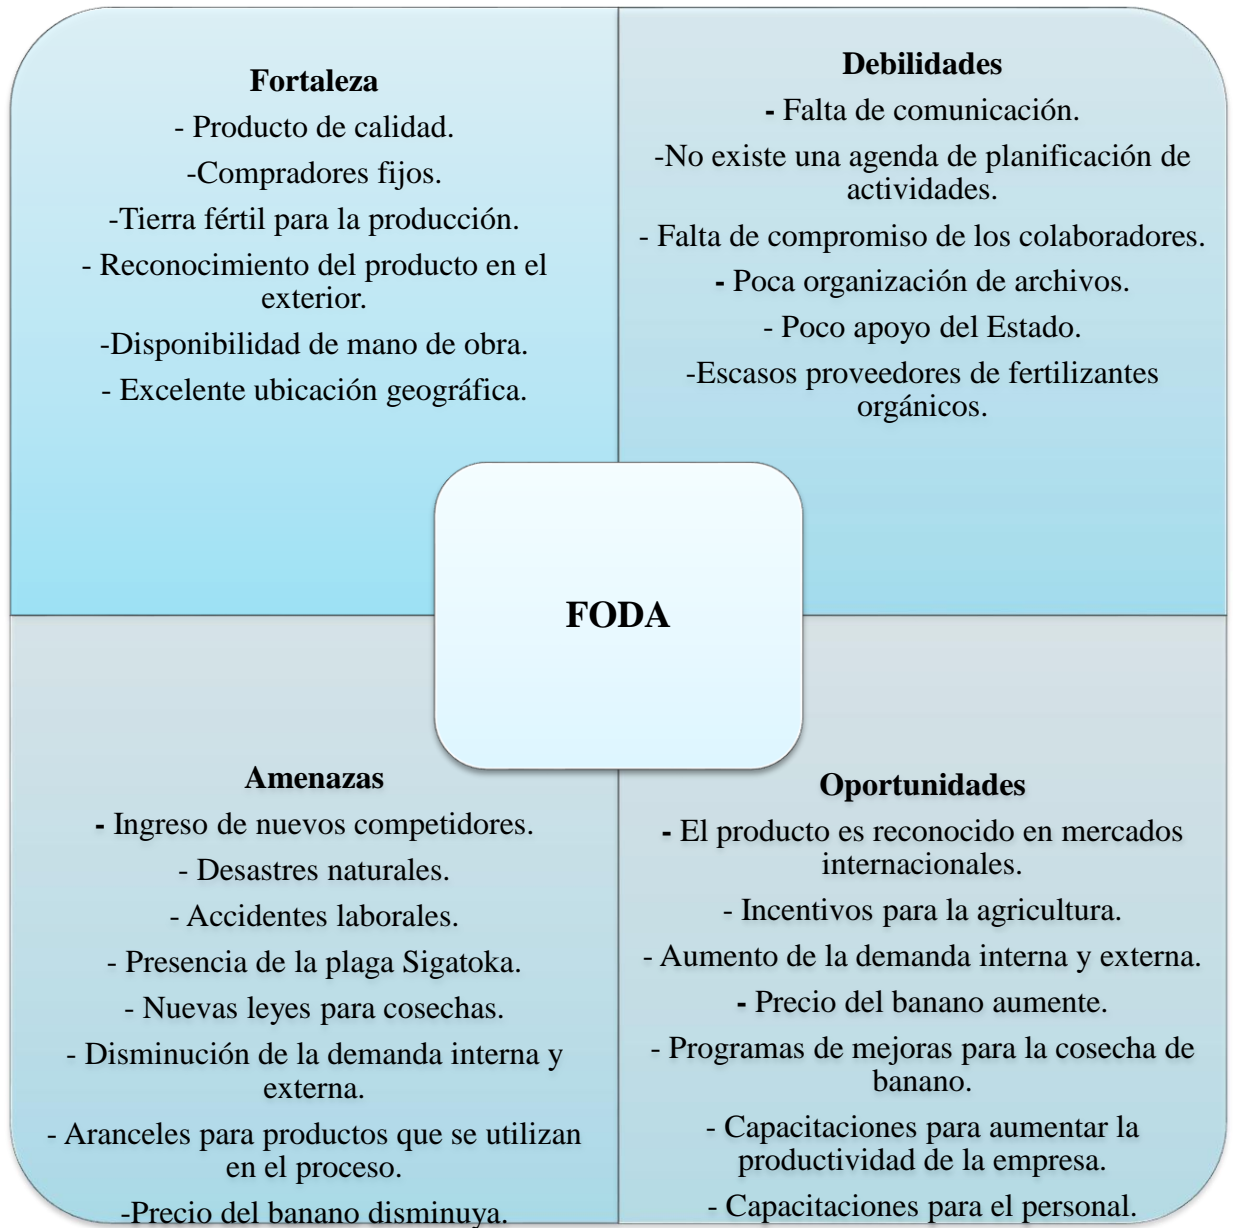 Fortaleza
- Producto de calidad.
-Compradores fijos.
-Tierra fértil para la producción.
- Reconocimiento del producto en el
exterior.
-Disponibilidad de mano de obra.
- Excelente ubicación geográfica.
Debilidades
- Falta de comunicación.
-No existe una agenda de planificación de
actividades.
- Falta de compromiso de los colaboradores.
- Poca organización de archivos.
- Poco apoyo del Estado.
-Escasos proveedores de fertilizantes
orgánicos.
FODA
Amenazas
- Ingreso de nuevos competidores.
- Desastres naturales.
- Accidentes laborales.
- Presencia de la plaga Sigatoka.
- Nuevas leyes para cosechas.
- Disminución de la demanda interna y
externa.
- Aranceles para productos que se utilizan
en el proceso.
-Precio del banano disminuya.
Oportunidades
- El producto es reconocido en mercados
internacionales.
- Incentivos para la agricultura.
- Aumento de la demanda interna y externa.
- Precio del banano aumente.
- Programas de mejoras para la cosecha de
banano.
- Capacitaciones para aumentar la
productividad de la empresa.
- Capacitaciones para el personal.